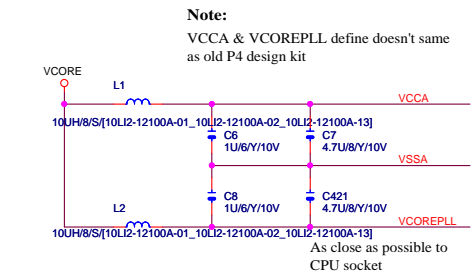 Note:
VCCA & VCOREPLL define doesn't same
as old P4 design kit
VCORE
L1
VCCA
10UH/8/S/[10LI2-12100A-01_10LI2-12100A-02_10LI2-12100A-13]
C6
1U/6/Y/10V
C7
4.7U/8/Y/10V
VSSA
C8
1U/6/Y/10V
C421
4.7U/8/Y/10V
L2
VCOREPLL
10UH/8/S/[10LI2-12100A-01_10LI2-12100A-02_10LI2-12100A-13]
As close as possible to
CPU socket